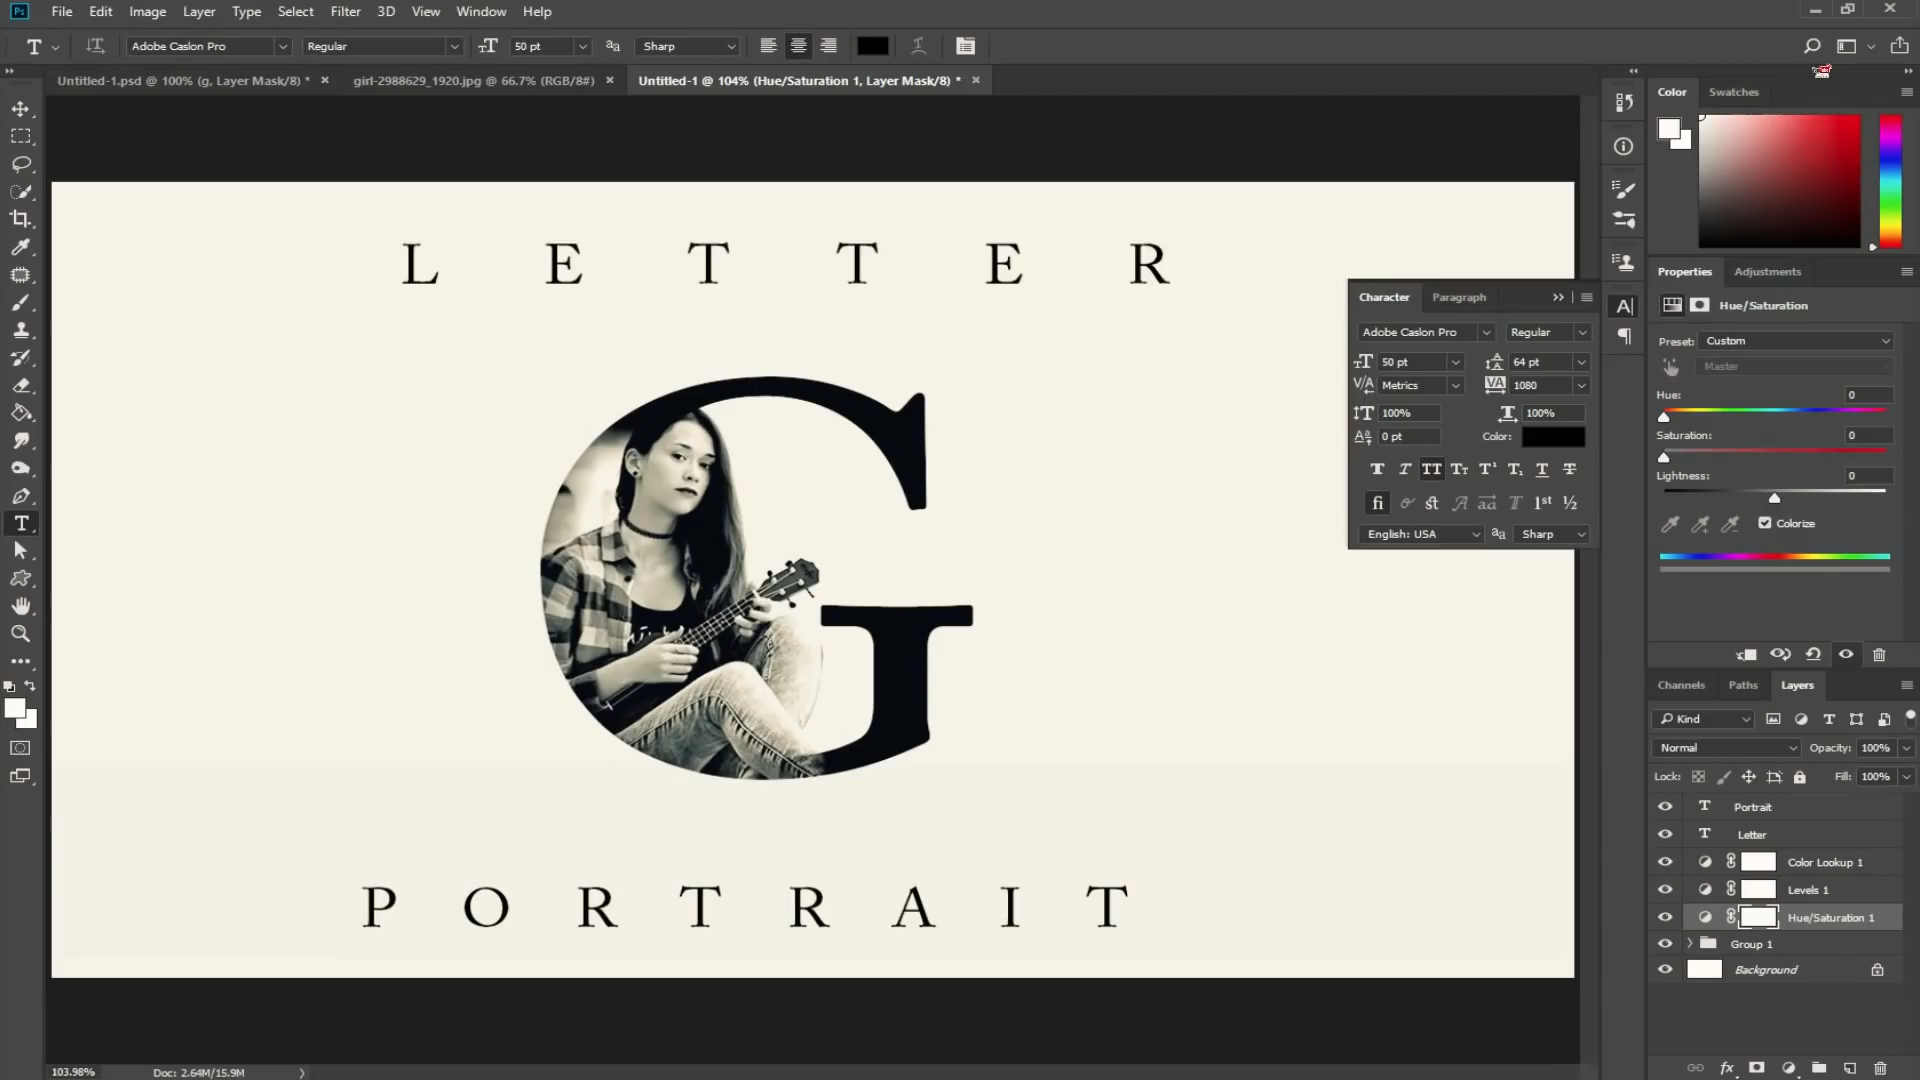 Ps File Edit Image Layer Type Select Filter 3D View Window Help
T Adobe Caslon Pro Regular 50 pt Sharp
Untitled-1.psd @ 100% (g, Layer Mask/8) * girl-2988629_1920.jpg @ 66.7% (RGB/8#) Untitled-1 @ 104% (Hue/Saturation 1, Layer Mask/8) *
Color Swatches
LETTER
G
PORTRAIT
Character Paragraph
Adobe Caslon Pro Regular
50 pt 64 pt
Metrics 1080
100% 100%
0 pt Color:
English: USA Sharp
Properties Adjustments
Hue/Saturation
Preset: Custom
Master
Hue: 0
Saturation: 0
Lightness: 0
Colorize
Channels Paths Layers
Kind
Normal Opacity: 100%
Lock: Fill: 100%
Portrait
Letter
Color Lookup 1
Levels 1
Hue/Saturation 1
Group 1
Background
103.98% Doc: 2.64M/15.9M
fx